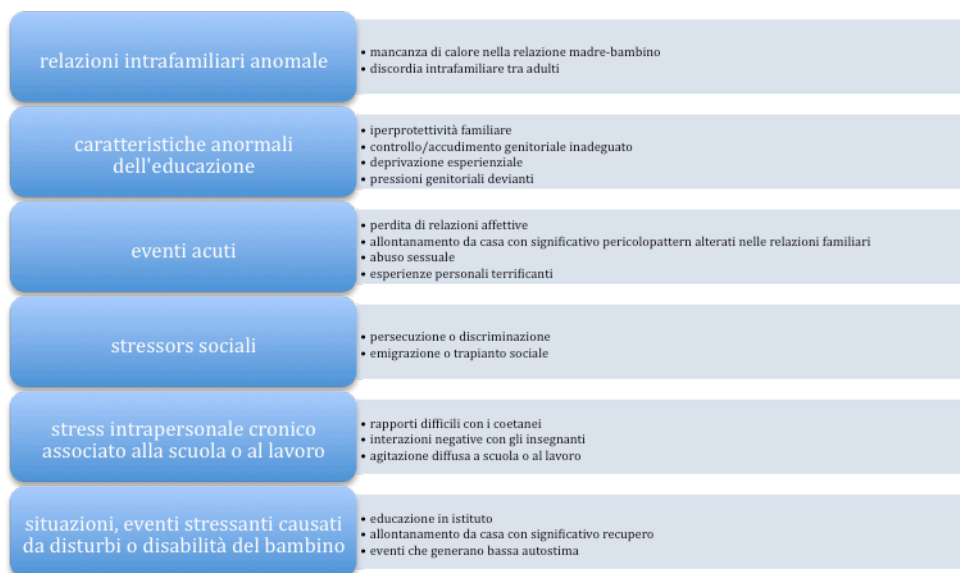 relazioni intrafamiliari anomale
• mancanza di calore nella relazione madre-bambino
• discordia intrafamiliare tra adulti
caratteristiche anormali
dell'educazione
• iperprotettività familiare
• controllo/accudimento genitoriale inadeguato
• deprivazione esperienziale
• pressioni genitoriali devianti
eventi acuti
• perdita di relazioni affettive
• allontanamento da casa con significativo pericolopattern alterati nelle relazioni familiari
• abuso sessuale
• esperienze personali terrificanti
stressors sociali
• persecuzione o discriminazione
• emigrazione o trapianto sociale
stress intrapersonale cronico
associato alla scuola o al lavoro
• rapporti difficili con i coetanei
• interazioni negative con gli insegnanti
• agitazione diffusa a scuola o al lavoro
situazioni, eventi stressanti causati
da disturbi o disabilità del bambino
• educazione in istituto
• allontanamento da casa con significativo recupero
• eventi che generano bassa autostima